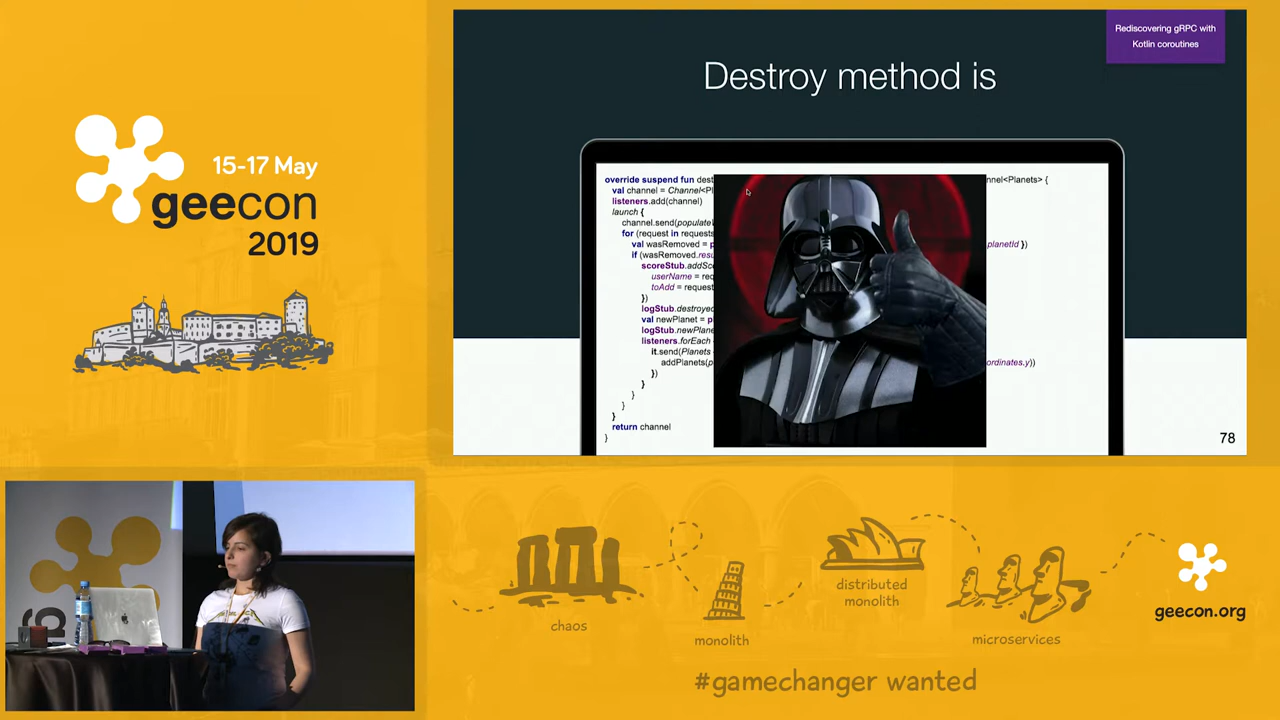 15-17 May
geecon
2019
Rediscovering gRPC with
Kotlin coroutines
Destroy method is
override suspend fun dest
nnel<Planets> {
val channel = Channel<Pl
listeners.add(channel)
launch {
channel.send(populate
for (request in requests
val wasRemoved = p
planetId })
if (wasRemoved.resu
scoreStub.addSco
userName = req
toAdd = request
})
logStub.destroyed
val newPlanet = p
logStub.newPlane
listeners.forEach
it.send(Planets
addPlanets(p
ordinates.y))
})
}
}
}
}
return channel
}
78
chaos
monolith
distributed
monolith
microservices
geecon.org
#gamechanger wanted